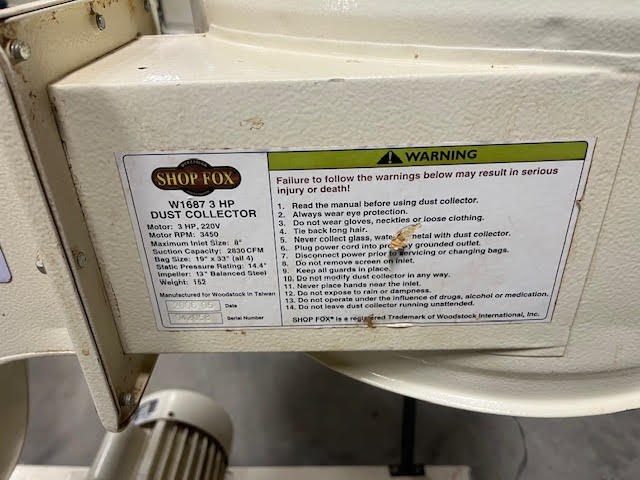 SHOP FOX
W1687 3 HP
DUST COLLECTOR
Motor: 3 HP, 220V
Motor RPM: 3450
Maximum Inlet Size: 8"
Suction Capacity: 2830 CFM
Bag Size: 19" x 33" (all 4)
Static Pressure Rating: 14.4"
Impeller: 13" Balanced Steel
Weight: 152
Manufactured for Woodstock in Taiwan
Date
Serial Number
WARNING
Failure to follow the warnings below may result in serious
injury or death!
1. Read the manual before using dust collector.
2. Always wear eye protection.
3. Do not wear gloves, neckties or loose clothing.
4. Tie back long hair.
5. Never collect glass, metal with dust collector.
6. Plug power cord into grounded outlet.
7. Disconnect power prior to servicing or changing bags.
8. Do not remove screen on inlet.
9. Keep all guards in place.
10. Do not modify dust collector in any way.
11. Never place hands near the inlet.
12. Do not expose to rain or dampness.
13. Do not operate under the influence of drugs, alcohol or medication.
14. Do not leave dust collector running unattended.
SHOP FOX® is a registered Trademark of Woodstock International, Inc.